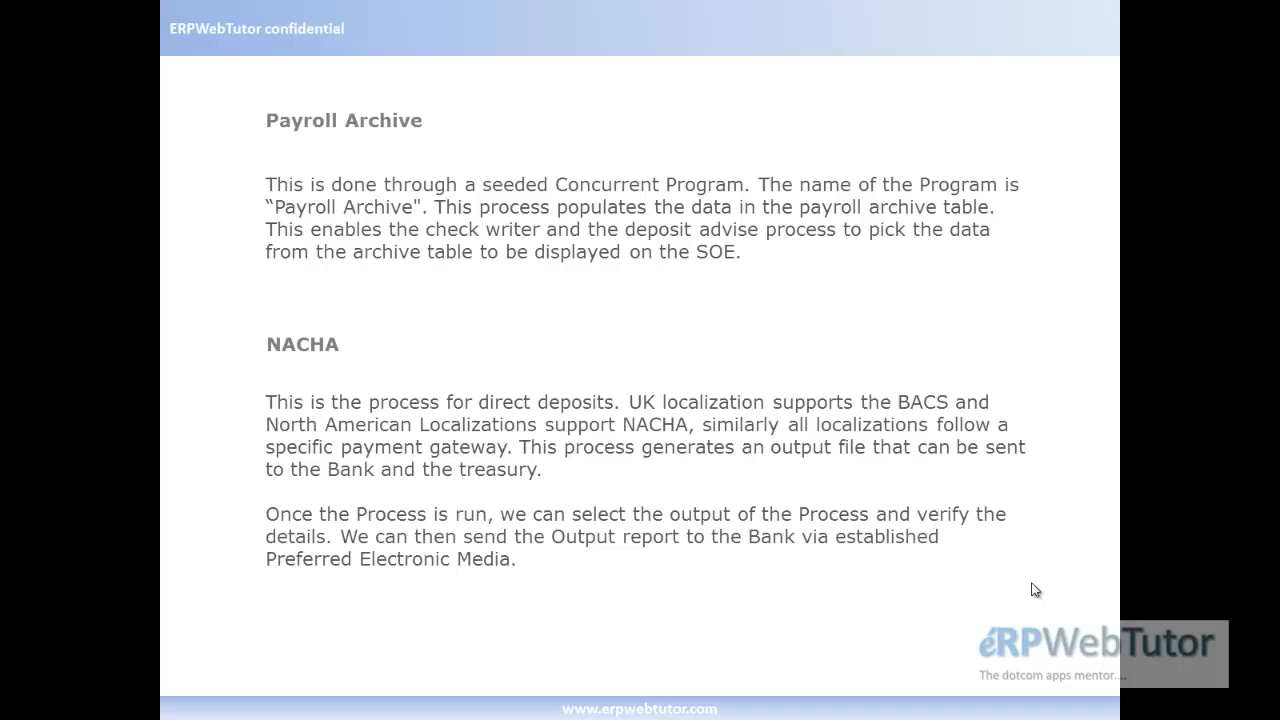 ERPWebTutor confidential
Payroll Archive
This is done through a seeded Concurrent Program. The name of the Program is
“Payroll Archive". This process populates the data in the payroll archive table.
This enables the check writer and the deposit advise process to pick the data
from the archive table to be displayed on the SOE.
NACHA
This is the process for direct deposits. UK localization supports the BACS and
North American Localizations support NACHA, similarly all localizations follow a
specific payment gateway. This process generates an output file that can be sent
to the Bank and the treasury.
Once the Process is run, we can select the output of the Process and verify the
details. We can then send the Output report to the Bank via established
Preferred Electronic Media.
éRPWebTutor
The dotcom apps mentor....
www.erpwebtutor.com